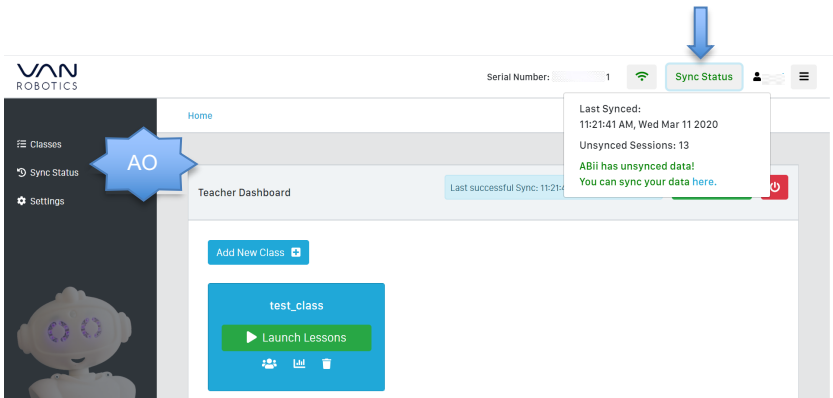 VAN
ROBOTICS
Serial Number: 1
Sync Status
Last Synced:
11:21:41 AM, Wed Mar 11 2020
Unsynced Sessions: 13
ABii has unsynced data!
You can sync your data here.
Home
Classes
Sync Status
Settings
AO
Teacher Dashboard
Last successful Sync: 11:21:4
Add New Class
test_class
Launch Lessons